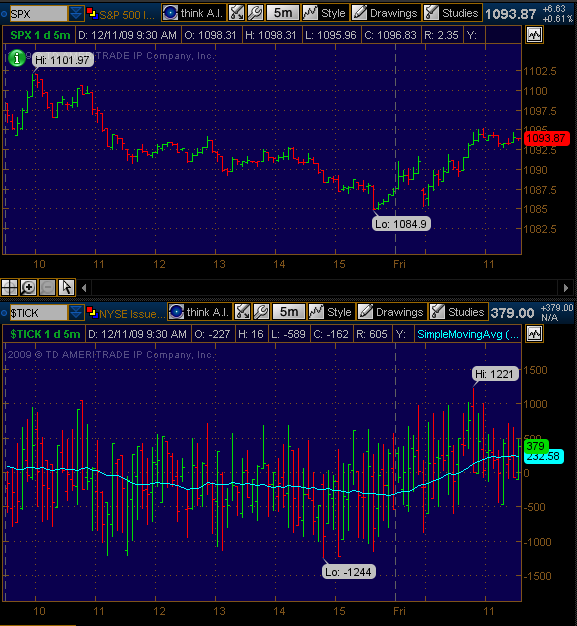 SPX S&P 500 I... think A.I. 5m Style Drawings Studies 1093.87 +6.63 +0.61%
SPX 1 d 5m D: 12/11/09 9:30 AM O: 1098.31 H: 1098.31 L: 1095.96 C: 1096.83 R: 2.35 Y:
2009 © TD AMERITRADE IP Company, Inc.
Hi: 1101.97
1102.5
1100
1097.5
1095
1093.87
1092.5
1090
1087.5
1085
1082.5
Lo: 1084.9
10 11 12 13 14 15 Fri 11
$TICK NYSE Issue... think A.I. 5m Style Drawings Studies 379.00 +379.00 N/A
$TICK 1 d 5m D: 12/11/09 9:30 AM O: -227 H: 16 L: -589 C: -162 R: 605 Y: SimpleMovingAvg (...
2009 © TD AMERITRADE IP Company, Inc.
Hi: 1221
1500
1000
500
379
232.58
0
-500
-1000
-1500
Lo: -1244
10 11 12 13 14 15 Fri 11